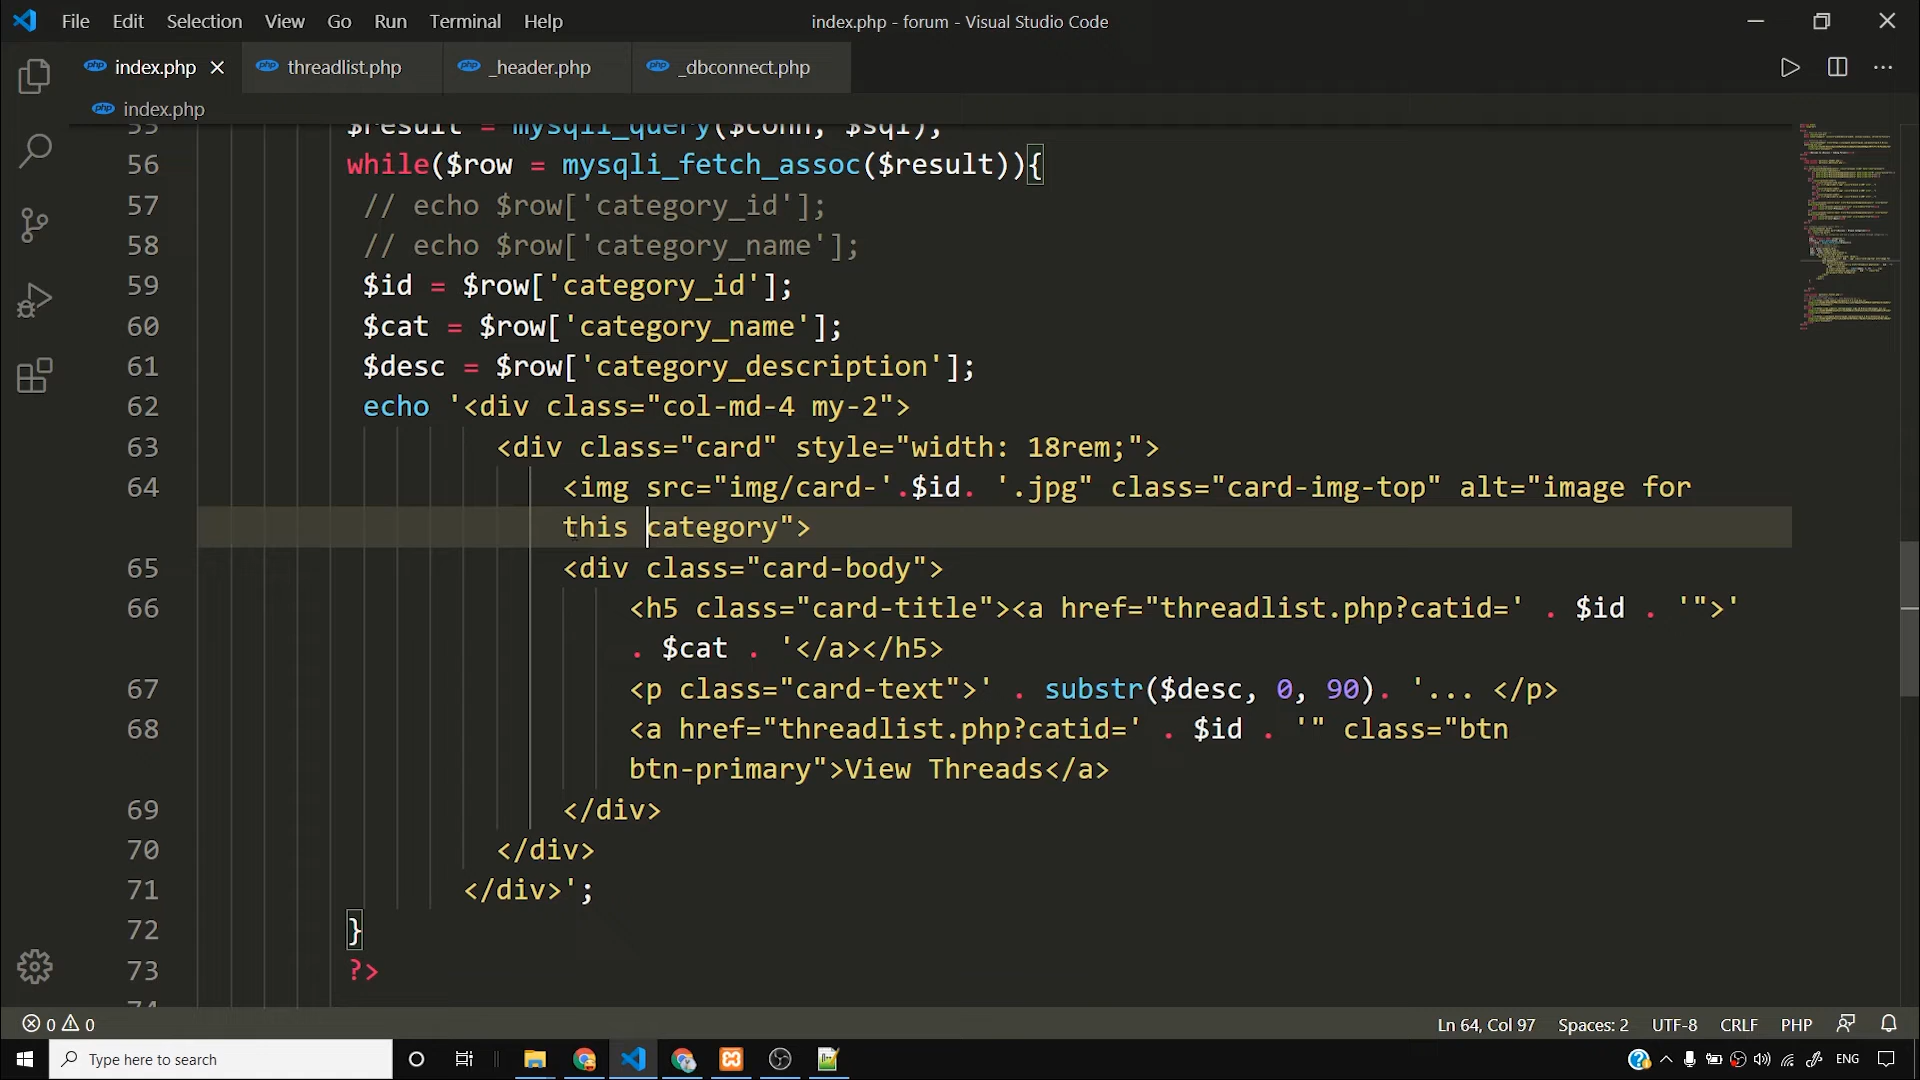 File Edit Selection View Go Run Terminal Help
index.php - forum - Visual Studio Code
index.php
threadlist.php
_header.php
_dbconnect.php
index.php
55 $result = mysqli_query($conn, $sql);
56 while($row = mysqli_fetch_assoc($result)){
57 // echo $row['category_id'];
58 // echo $row['category_name'];
59 $id = $row['category_id'];
60 $cat = $row['category_name'];
61 $desc = $row['category_description'];
62 echo '<div class="col-md-4 my-2">
63 <div class="card" style="width: 18rem;">
64 <img src="img/card-'.$id. '.jpg" class="card-img-top" alt="image for
this category">
65 <div class="card-body">
66 <h5 class="card-title"><a href="threadlist.php?catid=' . $id . '">'
. $cat . '</a></h5>
67 <p class="card-text">' . substr($desc, 0, 90). '... </p>
68 <a href="threadlist.php?catid=' . $id . '" class="btn
btn-primary">View Threads</a>
69 </div>
70 </div>
71 </div>';
72 }
73 ?>
74
0 0
Ln 64, Col 97 Spaces: 2 UTF-8 CRLF PHP
Type here to search
ENG